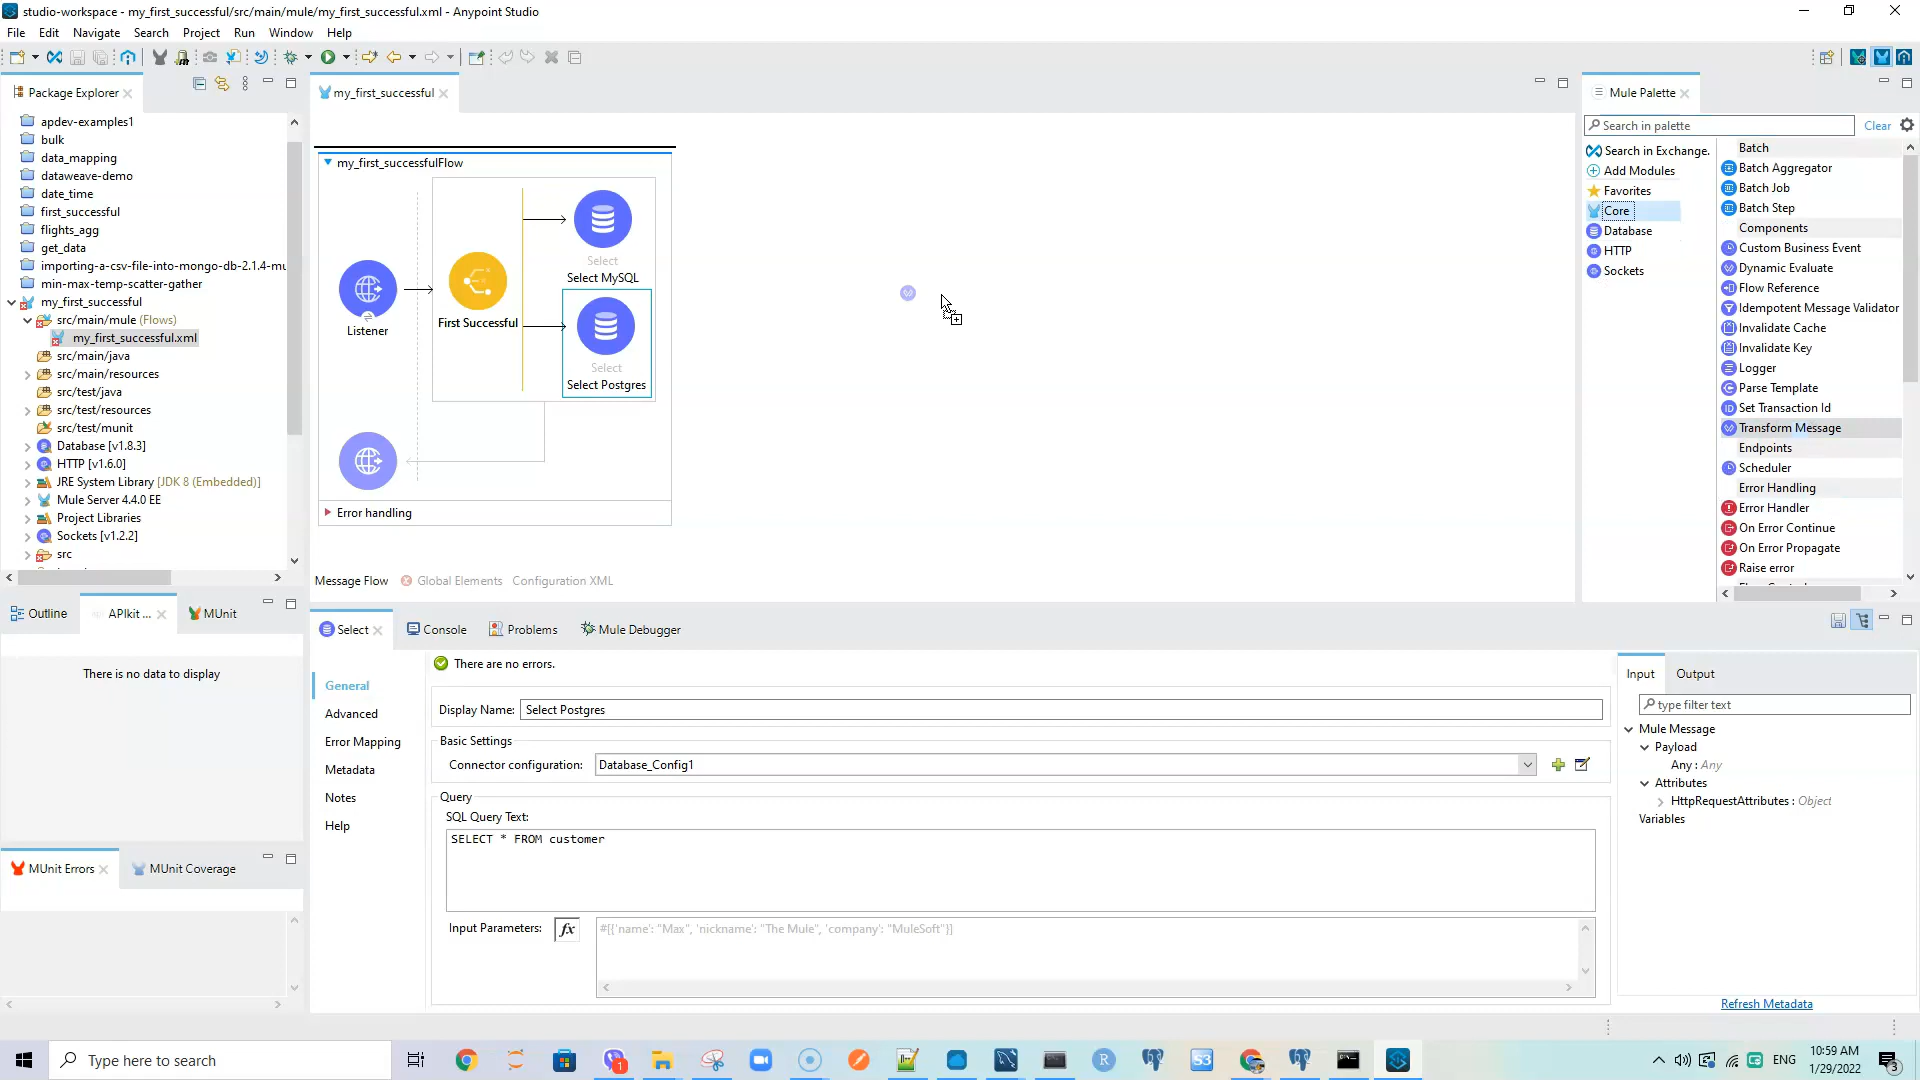 studio-workspace - my_first_successful/src/main/mule/my_first_successful.xml - Anypoint Studio
File Edit Navigate Search Project Run Window Help
Package Explorer
my_first_successful
Mule Palette
apdev-examples1
bulk
data_mapping
dataweave-demo
date_time
first_successful
flights_agg
get_data
importing-a-csv-file-into-mongo-db-2.1.4-mu
min-max-temp-scatter-gather
my_first_successful
src/main/mule (Flows)
my_first_successful.xml
src/main/java
src/main/resources
src/test/java
src/test/resources
src/test/munit
Database [v1.8.3]
HTTP [v1.6.0]
JRE System Library [JDK 8 (Embedded)]
Mule Server 4.4.0 EE
Project Libraries
Sockets [v1.2.2]
src
my_first_successfulFlow
Listener
First Successful
Select
Select MySQL
Select
Select Postgres
Error handling
Message Flow Global Elements Configuration XML
Search in palette
Clear
Search in Exchange.
Add Modules
Favorites
Core
Database
HTTP
Sockets
Batch
Batch Aggregator
Batch Job
Batch Step
Components
Custom Business Event
Dynamic Evaluate
Flow Reference
Idempotent Message Validator
Invalidate Cache
Invalidate Key
Logger
Parse Template
Set Transaction Id
Transform Message
Endpoints
Scheduler
Error Handling
Error Handler
On Error Continue
On Error Propagate
Raise error
Outline APIkit ... MUnit
There is no data to display
MUnit Errors MUnit Coverage
Select Console Problems Mule Debugger
There are no errors.
General
Advanced
Error Mapping
Metadata
Notes
Help
Display Name: Select Postgres
Basic Settings
Connector configuration: Database_Config1
Query
SQL Query Text:
SELECT * FROM customer
Input Parameters: fx #[{'name': "Max", 'nickname': "The Mule", 'company': "MuleSoft"}]
Input Output
type filter text
Mule Message
Payload
Any : Any
Attributes
HttpRequestAttributes : Object
Variables
Refresh Metadata
Type here to search
ENG
10:59 AM
1/29/2022